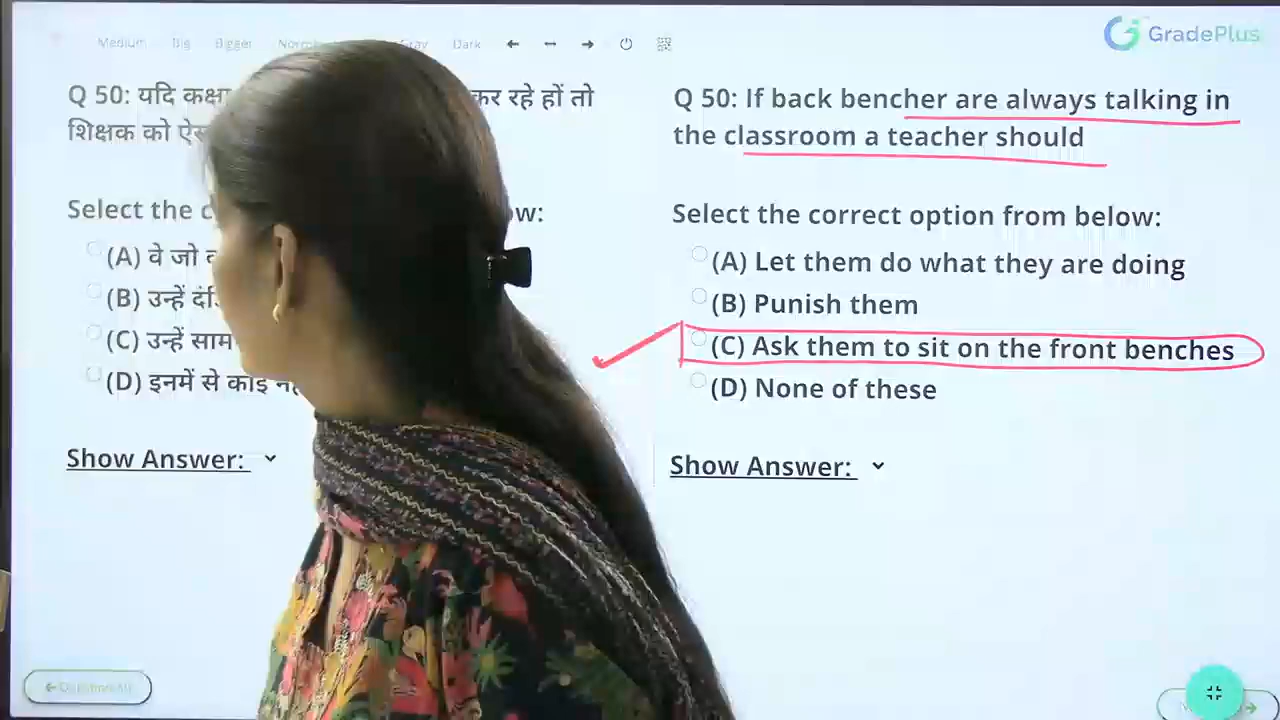 Medium Big Bigger Gray Dark
GradePlus
Q 50: यदि कक्षा कर रहे हों तो
शिक्षक को
Select the
(A) वे जो
(B) उन्हें
(C) उन्हें
(D) इनमें से कोई
Show Answer:
Q 50: If back bencher are always talking in
the classroom a teacher should
Select the correct option from below:
(A) Let them do what they are doing
(B) Punish them
(C) Ask them to sit on the front benches
(D) None of these
Show Answer: